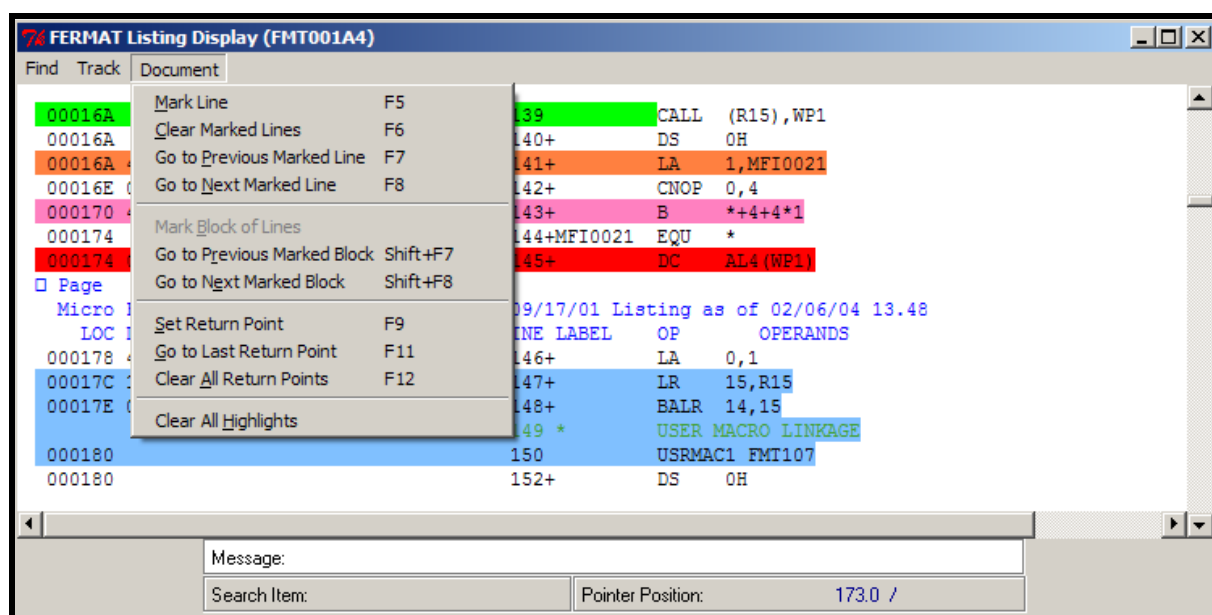 FERMAT Listing Display (FMT001A4)
Find Track Document
Mark Line F5
Clear Marked Lines F6
Go to Previous Marked Line F7
Go to Next Marked Line F8
Mark Block of Lines
Go to Previous Marked Block Shift+F7
Go to Next Marked Block Shift+F8
Set Return Point F9
Go to Last Return Point F11
Clear All Return Points F12
Clear All Highlights
00016A 139 CALL (R15),WP1
00016A 140+ DS 0H
00016A 4 141+ LA 1,MFI0021
00016E 142+ CNOP 0,4
000170 4 143+ B *+4+4*1
000174 144+MFI0021 EQU *
000174 145+ DC AL4(WP1)
Page
Micro 09/17/01 Listing as of 02/06/04 13.48
LOC LINE LABEL OP OPERANDS
000178 4 146+ LA 0,1
00017C 147+ LR 15,R15
00017E 148+ BALR 14,15
149 * USER MACRO LINKAGE
000180 150 USRMAC1 FMT107
000180 152+ DS 0H
Message:
Search Item: Pointer Position: 173.0 /